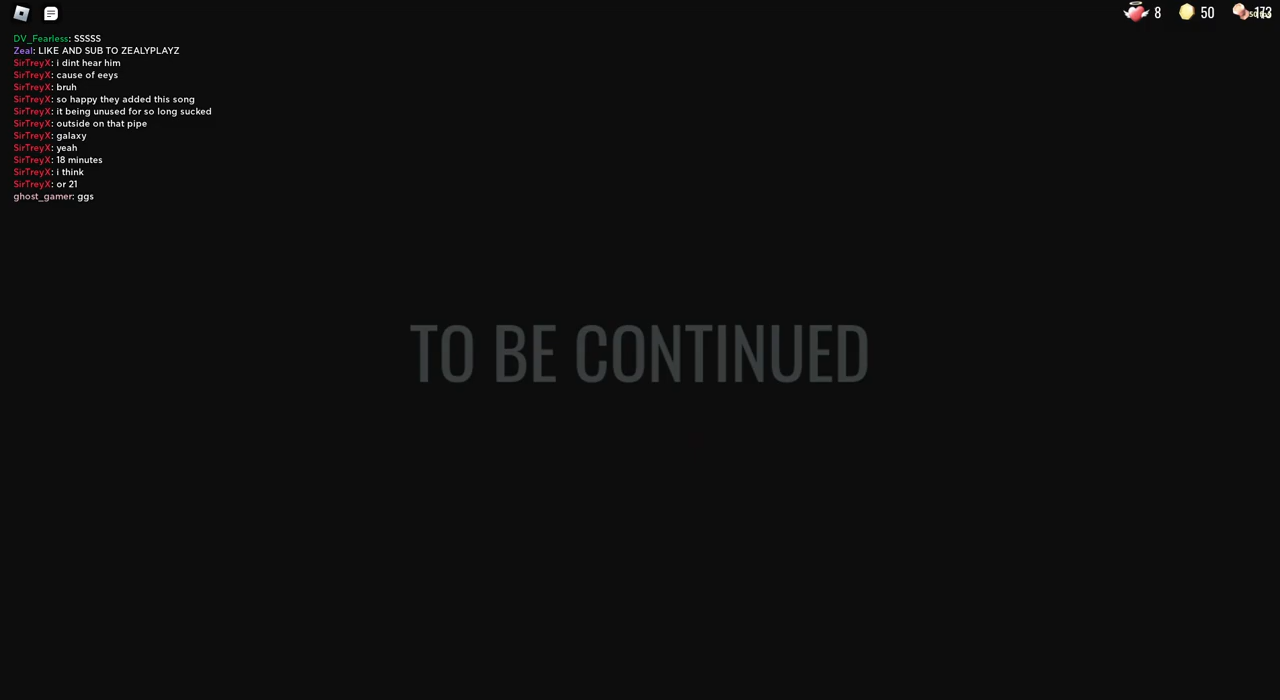 8 50 173
DV_Fearless: SSSSS
Zeal: LIKE AND SUB TO ZEALYPLAYZ
SirTreyX: i dint hear him
SirTreyX: cause of eeys
SirTreyX: bruh
SirTreyX: so happy they added this song
SirTreyX: it being unused for so long sucked
SirTreyX: outside on that pipe
SirTreyX: galaxy
SirTreyX: yeah
SirTreyX: 18 minutes
SirTreyX: i think
SirTreyX: or 21
ghost_gamer: ggs
TO BE CONTINUED